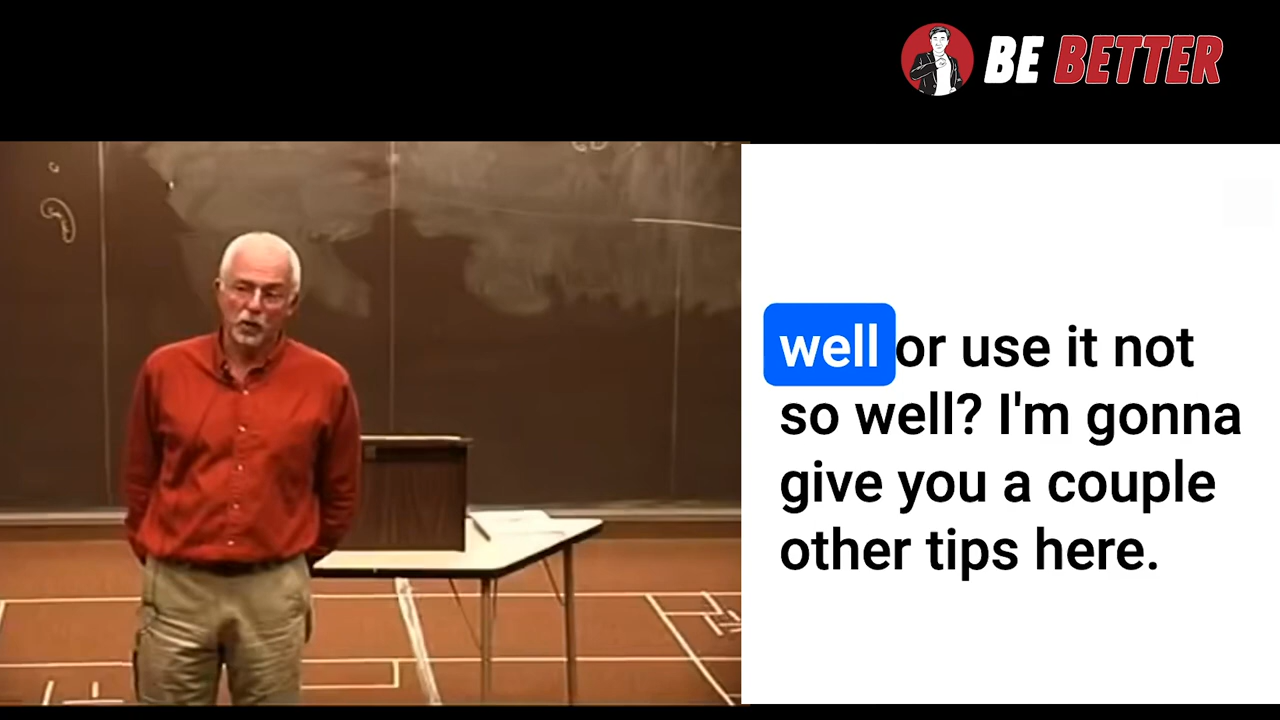 BE BETTER
well or use it not
so well? I'm gonna
give you a couple
other tips here.